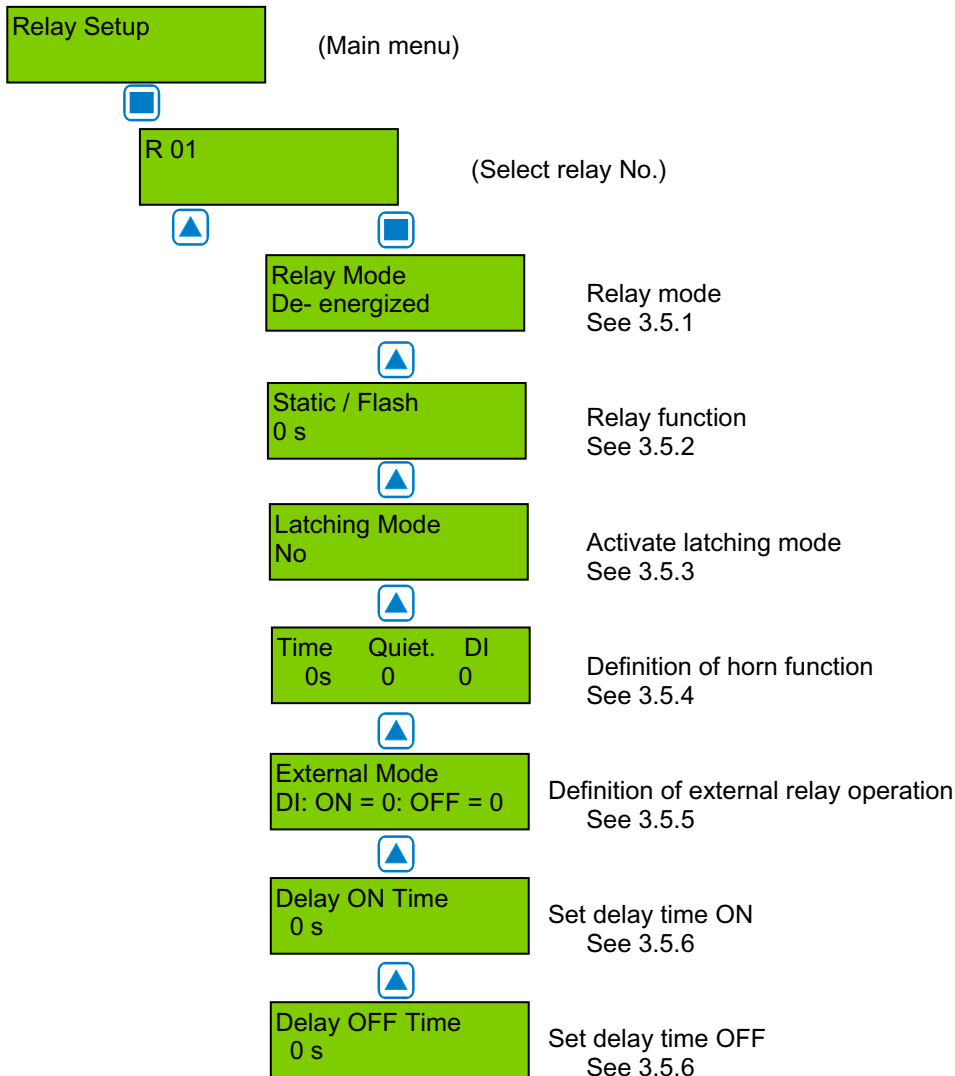 Relay Setup
(Main menu)
R 01
(Select relay No.)
Relay Mode
De- energized
Relay mode
See 3.5.1
Static / Flash
0 s
Relay function
See 3.5.2
Latching Mode
No
Activate latching mode
See 3.5.3
Time Quiet. DI
0s 0 0
Definition of horn function
See 3.5.4
External Mode
DI: ON = 0: OFF = 0
Definition of external relay operation
See 3.5.5
Delay ON Time
0 s
Set delay time ON
See 3.5.6
Delay OFF Time
0 s
Set delay time OFF
See 3.5.6